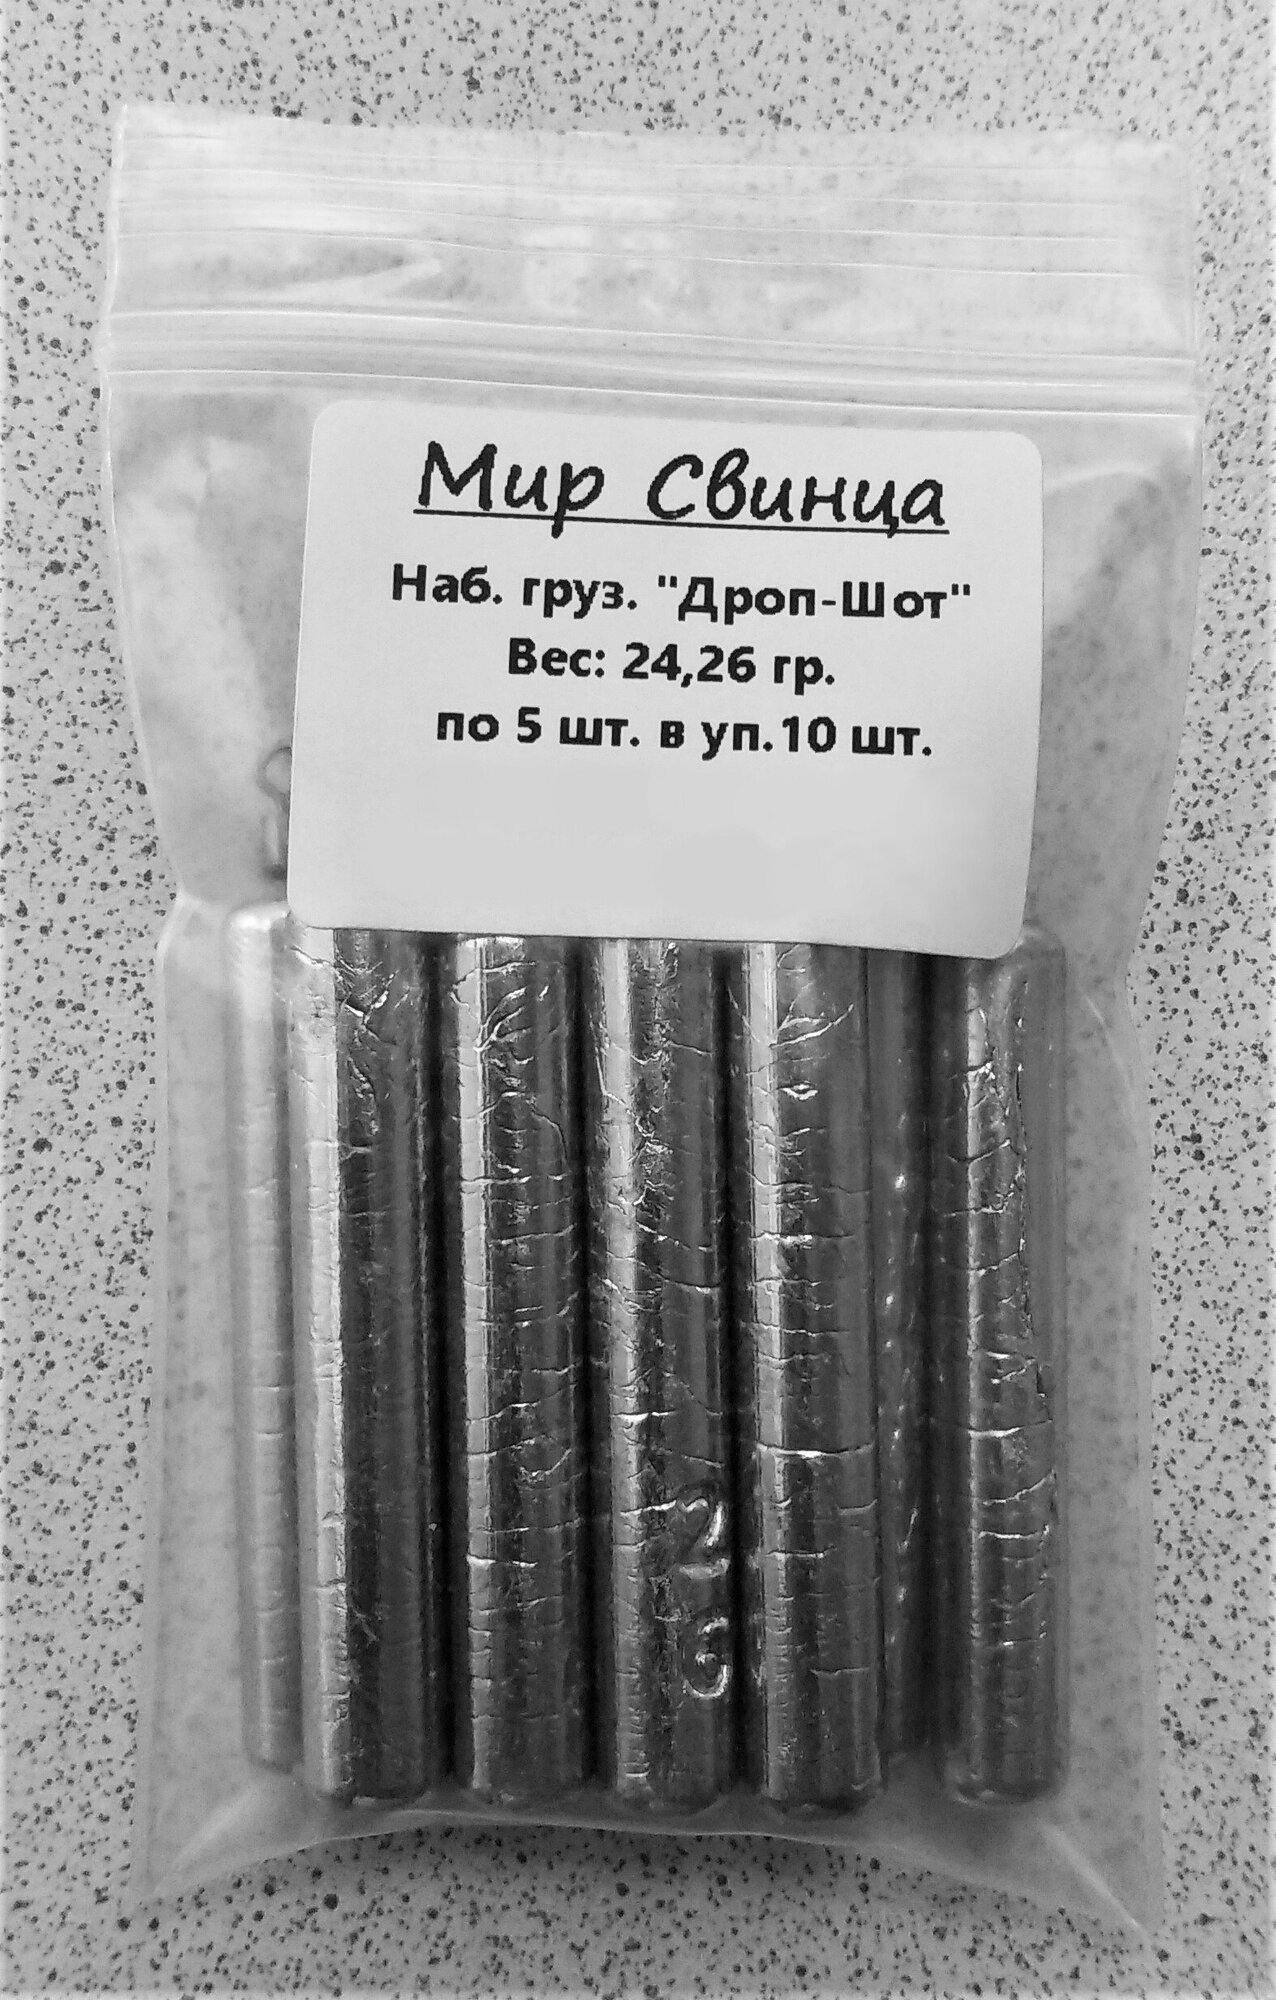 Мир Свинца
Наб. груз. "Дроп-Шот"
Вес: 24,26 гр.
по 5 шт. в уп.10 шт.
2
6